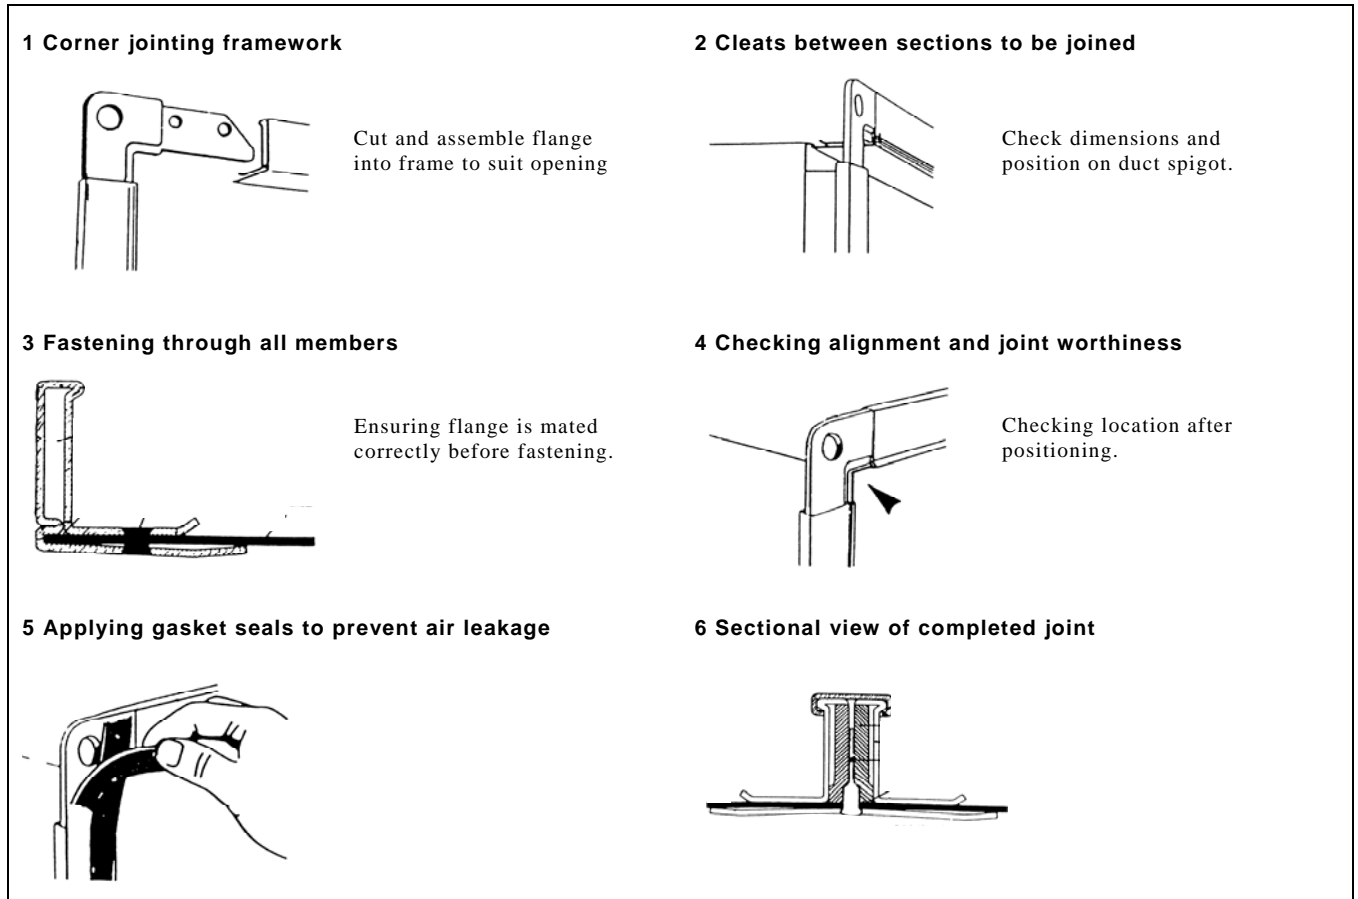 1 Corner jointing framework
Cut and assemble flange
into frame to suit opening
2 Cleats between sections to be joined
Check dimensions and
position on duct spigot.
3 Fastening through all members
Ensuring flange is mated
correctly before fastening.
4 Checking alignment and joint worthiness
Checking location after
positioning.
5 Applying gasket seals to prevent air leakage
6 Sectional view of completed joint